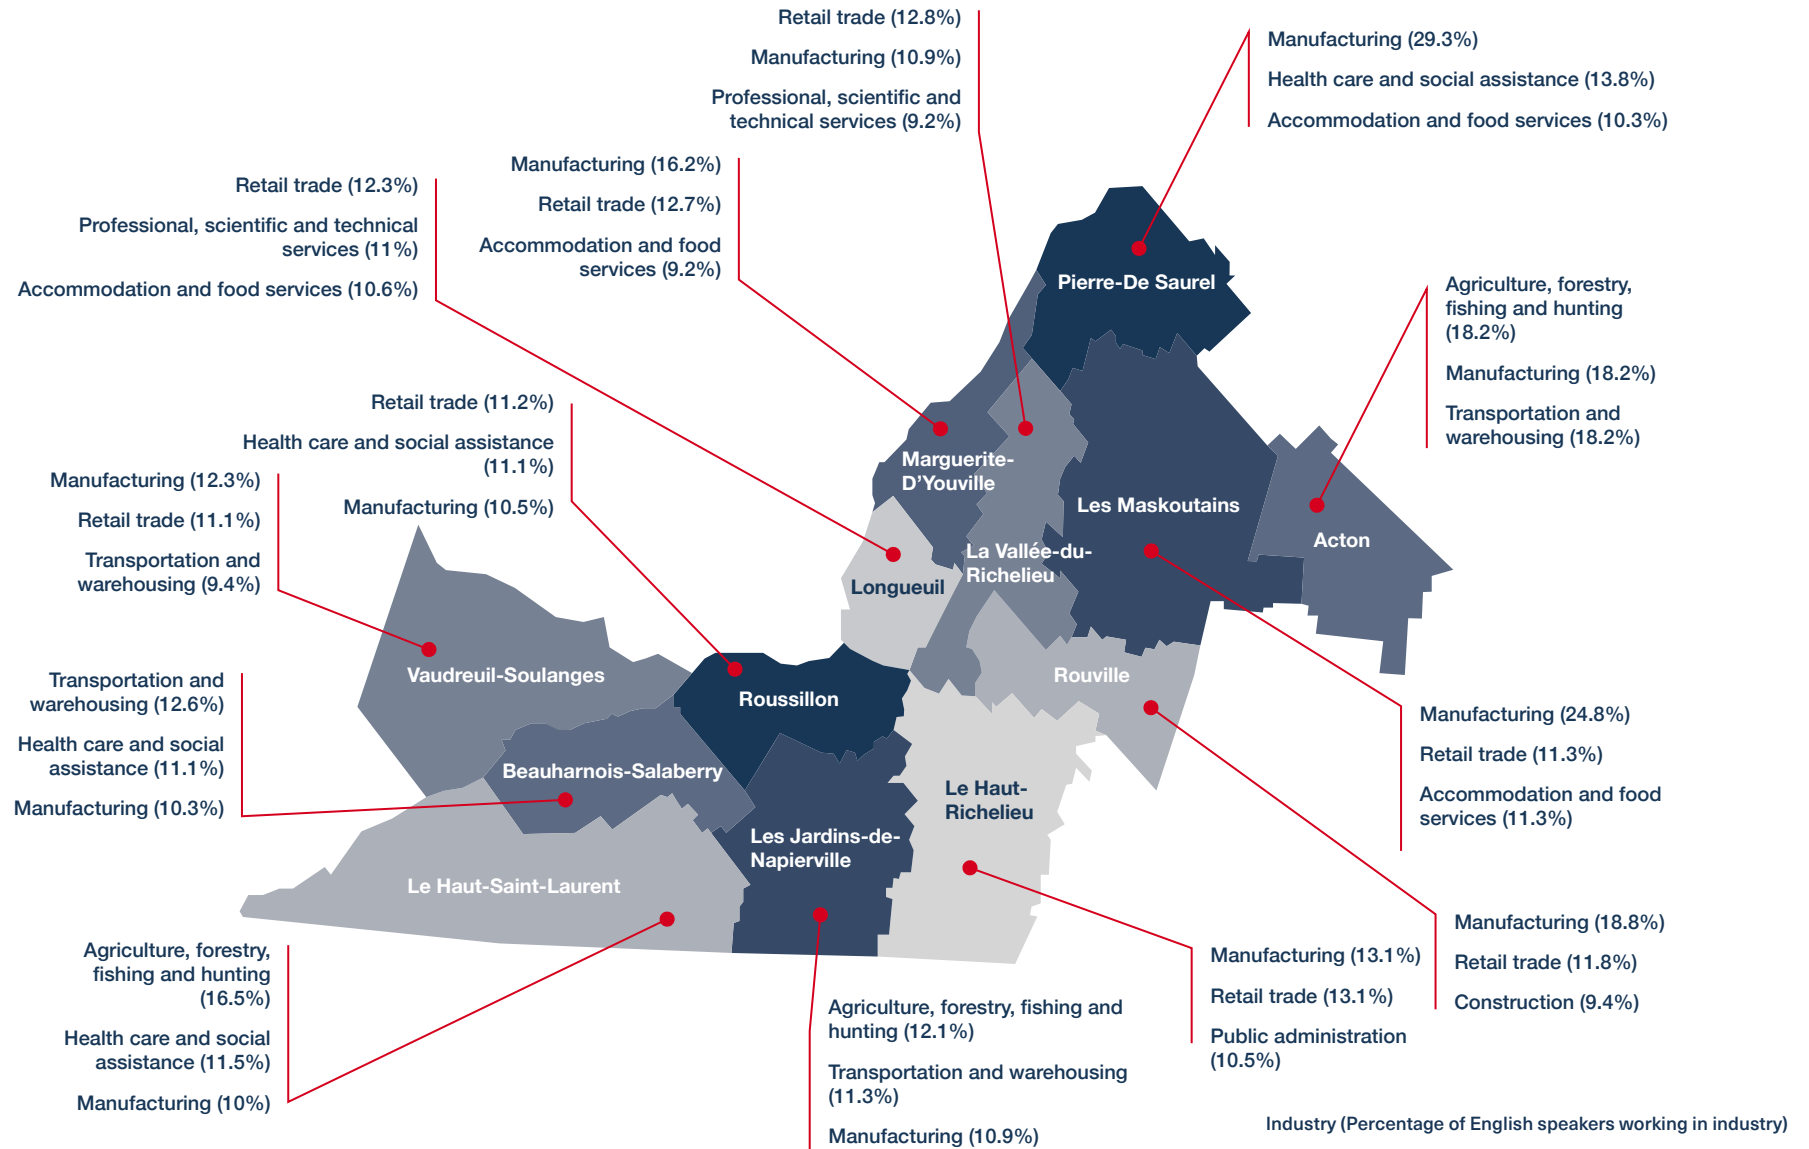 Retail trade (12.8%)
Manufacturing (10.9%)
Professional, scientific and
technical services (9.2%)
Manufacturing (29.3%)
Health care and social assistance (13.8%)
Accommodation and food services (10.3%)
Manufacturing (16.2%)
Retail trade (12.7%)
Accommodation and food
services (9.2%)
Retail trade (12.3%)
Professional, scientific and technical
services (11%)
Accommodation and food services (10.6%)
Agriculture, forestry,
fishing and hunting
(18.2%)
Manufacturing (18.2%)
Transportation and
warehousing (18.2%)
Retail trade (11.2%)
Health care and social assistance
(11.1%)
Manufacturing (10.5%)
Manufacturing (12.3%)
Retail trade (11.1%)
Transportation and
warehousing (9.4%)
Pierre-De Saurel
Marguerite-
D’Youville
Les Maskoutains
Acton
La Vallée-du-
Richelieu
Longueuil
Vaudreuil-Soulanges
Roussillon
Rouville
Beauharnois-Salaberry
Le Haut-
Richelieu
Les Jardins-de-
Napierville
Le Haut-Saint-Laurent
Transportation and
warehousing (12.6%)
Health care and social
assistance (11.1%)
Manufacturing (10.3%)
Manufacturing (24.8%)
Retail trade (11.3%)
Accommodation and food
services (11.3%)
Agriculture, forestry,
fishing and hunting
(16.5%)
Health care and social
assistance (11.5%)
Manufacturing (10%)
Agriculture, forestry, fishing and
hunting (12.1%)
Transportation and warehousing
(11.3%)
Manufacturing (10.9%)
Manufacturing (13.1%)
Retail trade (13.1%)
Public administration
(10.5%)
Manufacturing (18.8%)
Retail trade (11.8%)
Construction (9.4%)
Industry (Percentage of English speakers working in industry)